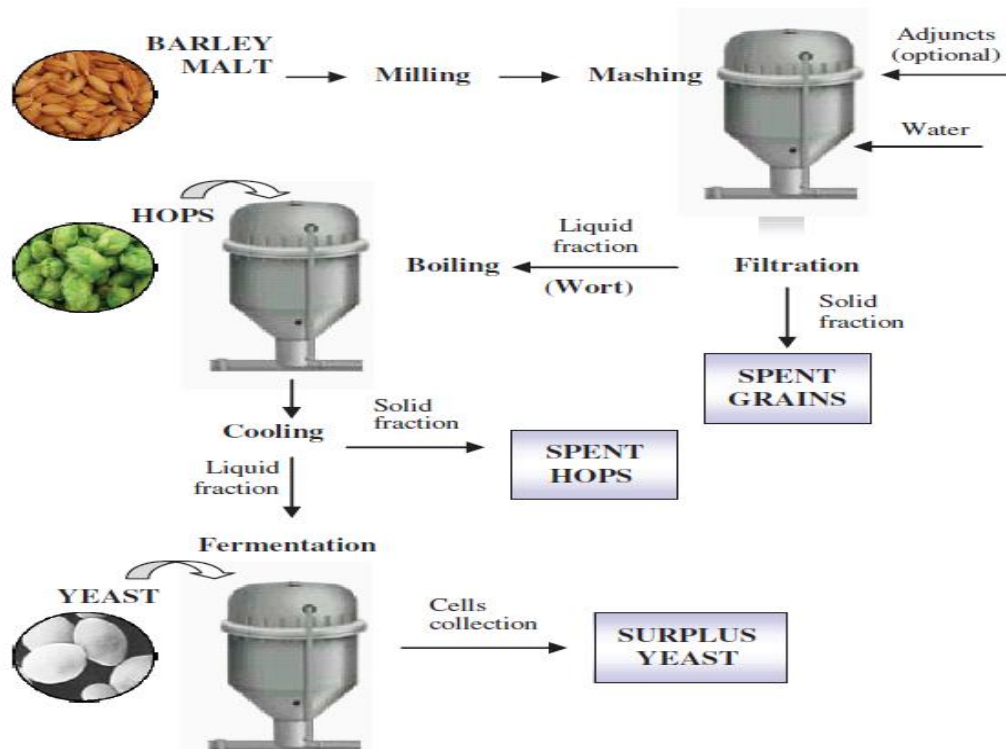 BARLEY
MALT
Milling
Mashing
Adjuncts
(optional)
Water
HOPS
Boiling
Liquid
fraction
(Wort)
Filtration
Solid
fraction
SPENT
GRAINS
Cooling
Solid
fraction
SPENT
HOPS
Liquid
fraction
Fermentation
YEAST
Cells
collection
SURPLUS
YEAST